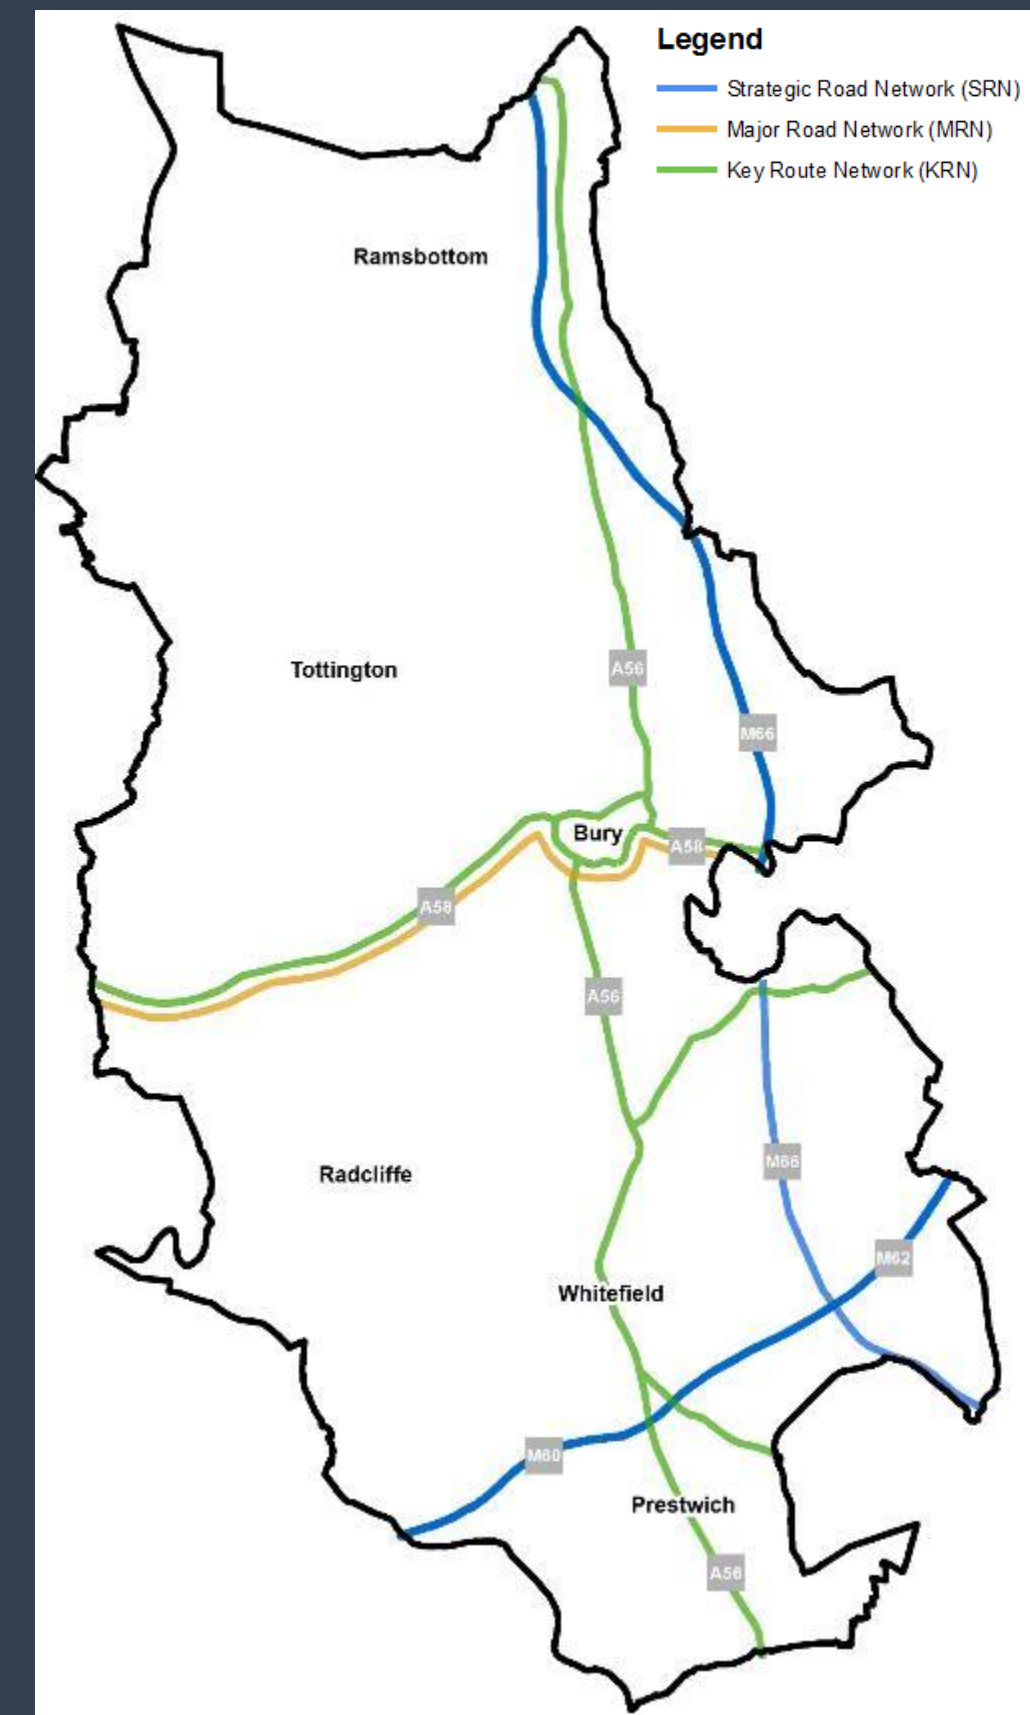 Legend
Strategic Road Network (SRN)
Major Road Network (MRN)
Key Route Network (KRN)
Ramsbottom
Tottington
A56
M66
Bury
A58
A58
A56
M66
Radcliffe
M62
Whitefield
M60
Prestwich
A56